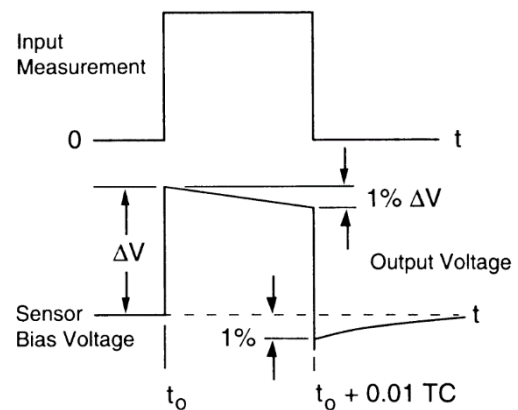 Input
Measurement
0
t
1% ΔV
ΔV
Output Voltage
Sensor
Bias Voltage
t
1%
t₀
t₀ + 0.01 TC